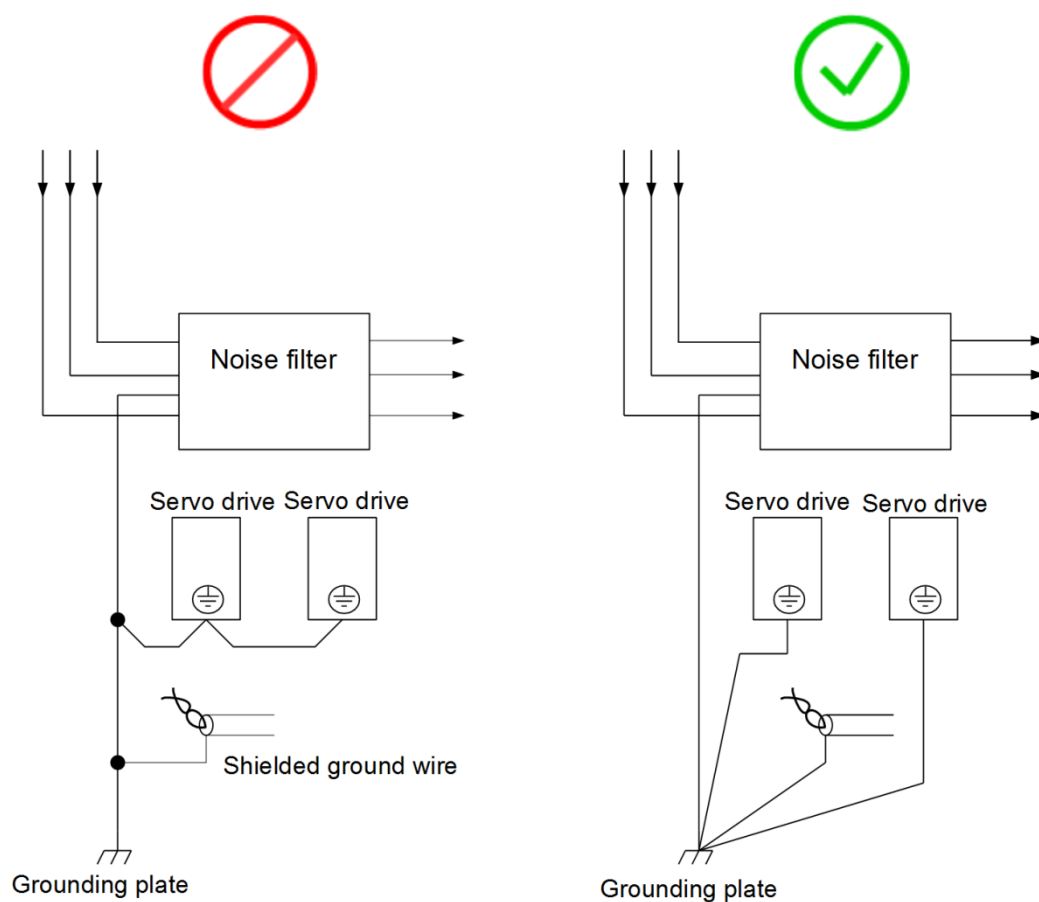 Noise filter
Servo drive
Servo drive
Shielded ground wire
Grounding plate
Noise filter
Servo drive
Servo drive
Grounding plate